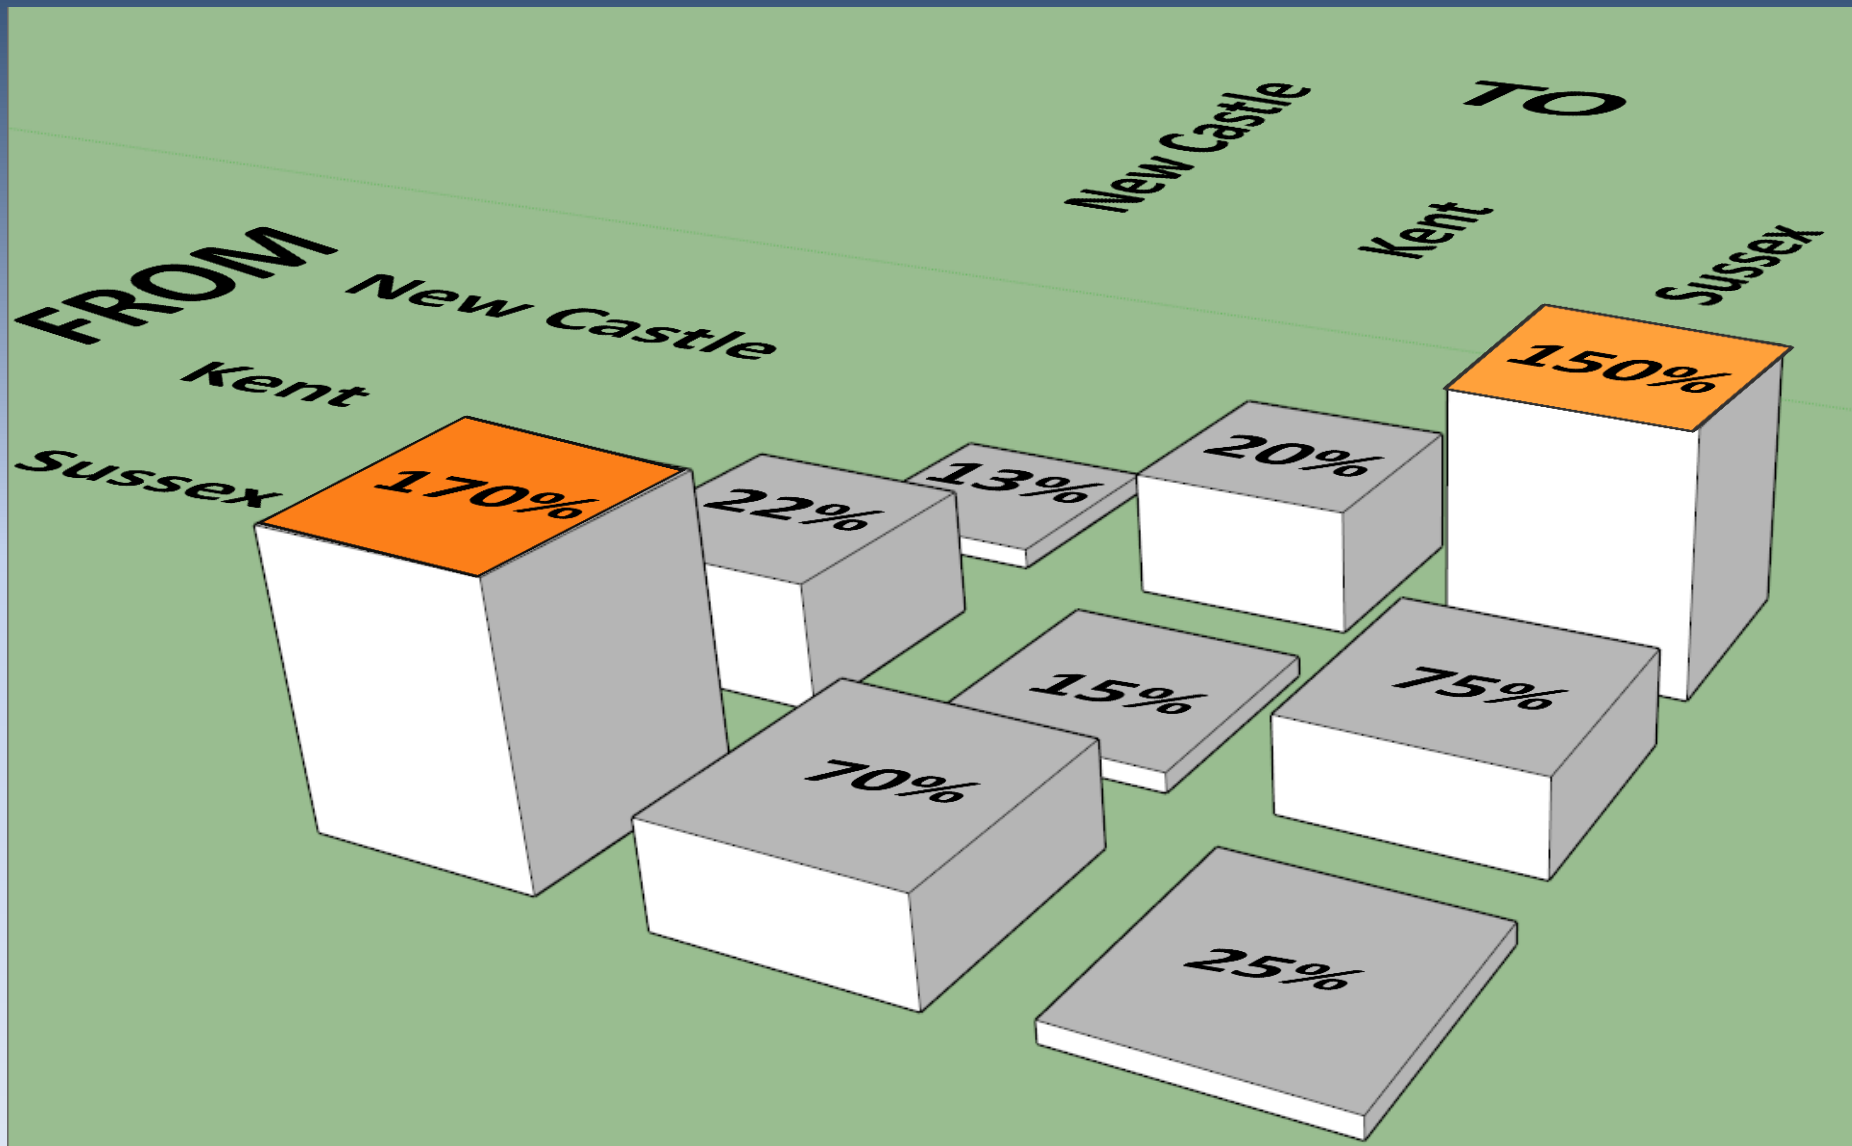 TO
New Castle
Kent
Sussex
FROM
New Castle
Kent
Sussex
13%
20%
150%
22%
15%
75%
170%
70%
25%